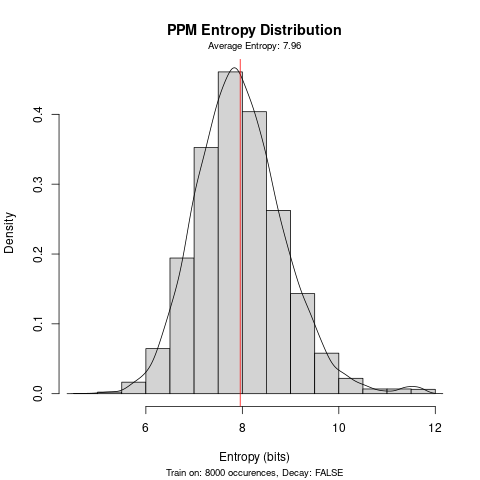 PPM Entropy Distribution
Average Entropy: 7.96
Density
0.4
0.3
0.2
0.1
0.0
6 8 10 12
Entropy (bits)
Train on: 8000 occurences, Decay: FALSE